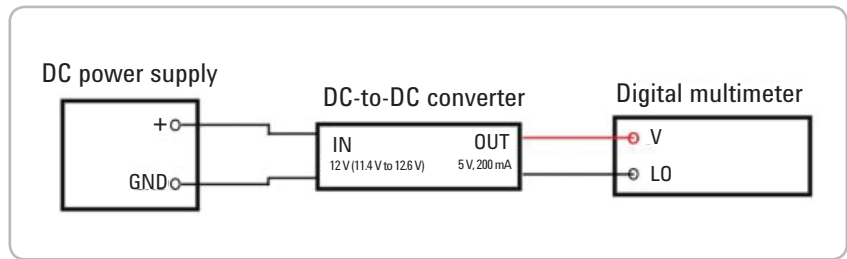 DC power supply
+
GND
DC-to-DC converter
IN
12 V (11.4 V to 12.6 V)
OUT
5 V, 200 mA
Digital multimeter
V
LO